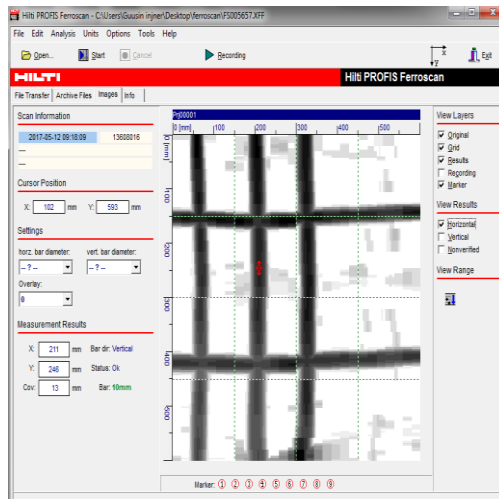 Hilti PROFIS Ferroscan - C:\Users\Guusin injner\Desktop\ferroscan\FS005657.XFF
File Edit Analysis Units Options Tools Help
Open... Start Cancel Recording x y Exit
HILTI Hilti PROFIS Ferroscan
File Transfer Archive Files Images Info
Scan Information
2017-05-12 09:18:09 13608016
---
---
Cursor Position
X: 102 mm Y: 593 mm
Settings
horz. bar diameter: vert. bar diameter:
-- ? -- -- ? --
Overlay:
0
Measurement Results
X: 211 mm Bar dir: Vertical
Y: 246 mm Status: Ok
Cov: 13 mm Bar: 10mm
Prj00001
0 [mm] 100 200 300 400 500
0 [mm]
100
200
300
400
500
Marker: 1 2 3 4 5 6 7 8 9
View Layers
Original
Grid
Results
Recording
Marker
View Results
Horizontal
Vertical
Nonverified
View Range